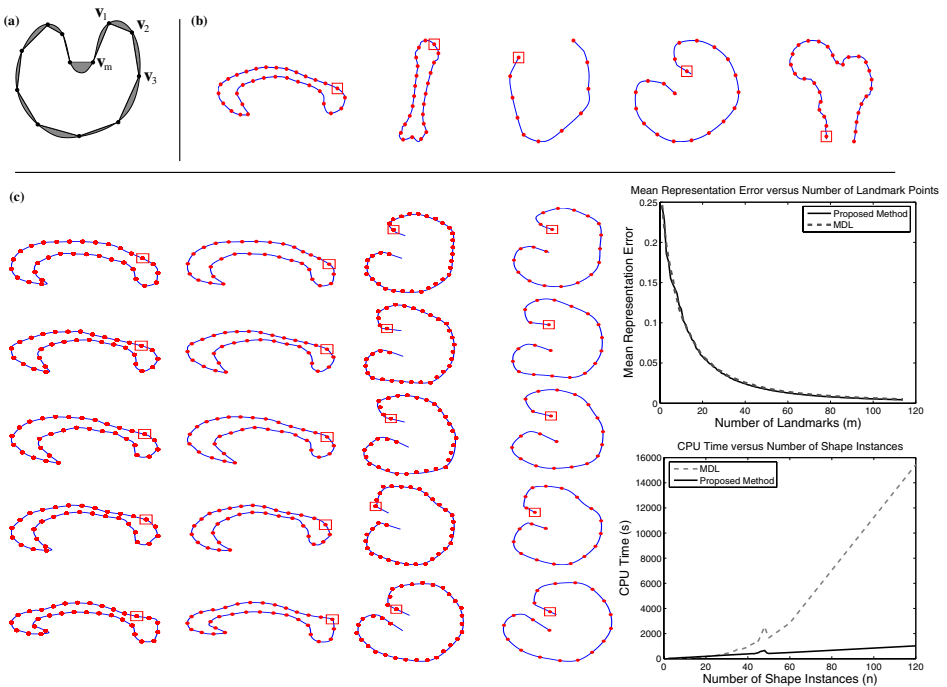 (a)
v1
v2
vm
v3
(b)
(c)
Mean Representation Error versus Number of Landmark Points
Proposed Method
MDL
Mean Representation Error
0.25
0.2
0.15
0.1
0.05
0
0 20 40 60 80 100 120
Number of Landmarks (m)
CPU Time versus Number of Shape Instances
MDL
Proposed Method
CPU Time (s)
16000
14000
12000
10000
8000
6000
4000
2000
0
0 20 40 60 80 100 120
Number of Shape Instances (n)